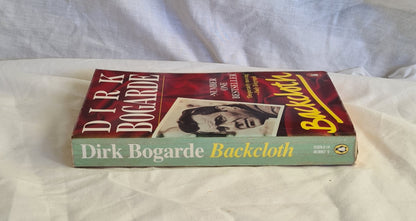 DIRK
BOGARDE
NUMBER
ONE
BESTSELLER
Backcloth
Dirk Bogarde Backcloth